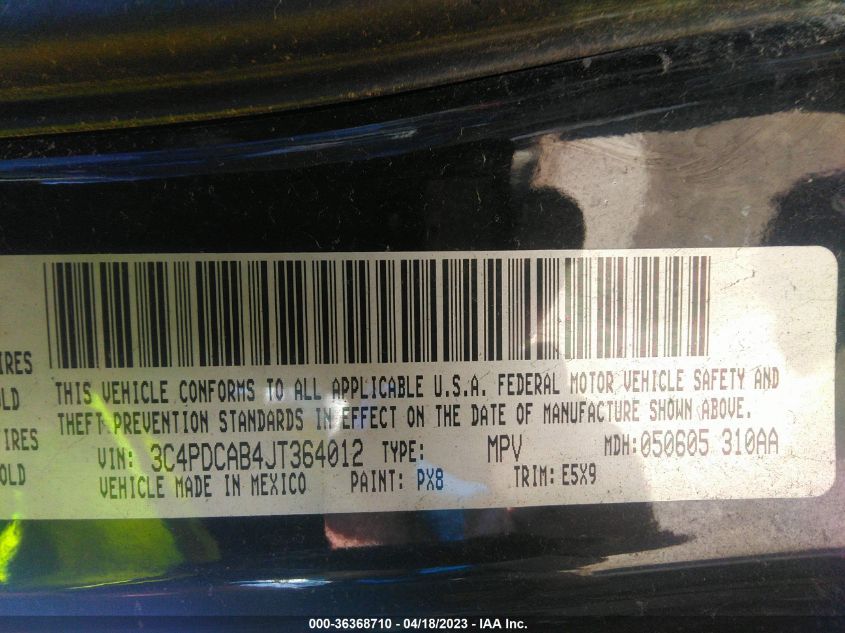 IRES
OLD
THIS VEHICLE CONFORMS TO ALL APPLICABLE U.S.A. FEDERAL MOTOR VEHICLE SAFETY AND
THEFT PREVENTION STANDARDS IN EFFECT ON THE DATE OF MANUFACTURE SHOWN ABOVE.
IRES
VIN: 3C4PDCAB4JT364012 TYPE: MPV MDH:050605 310AA
OLD
VEHICLE MADE IN MEXICO PAINT: PX8 TRIM: E5X9
000-36368710 - 04/18/2023 - IAA Inc.